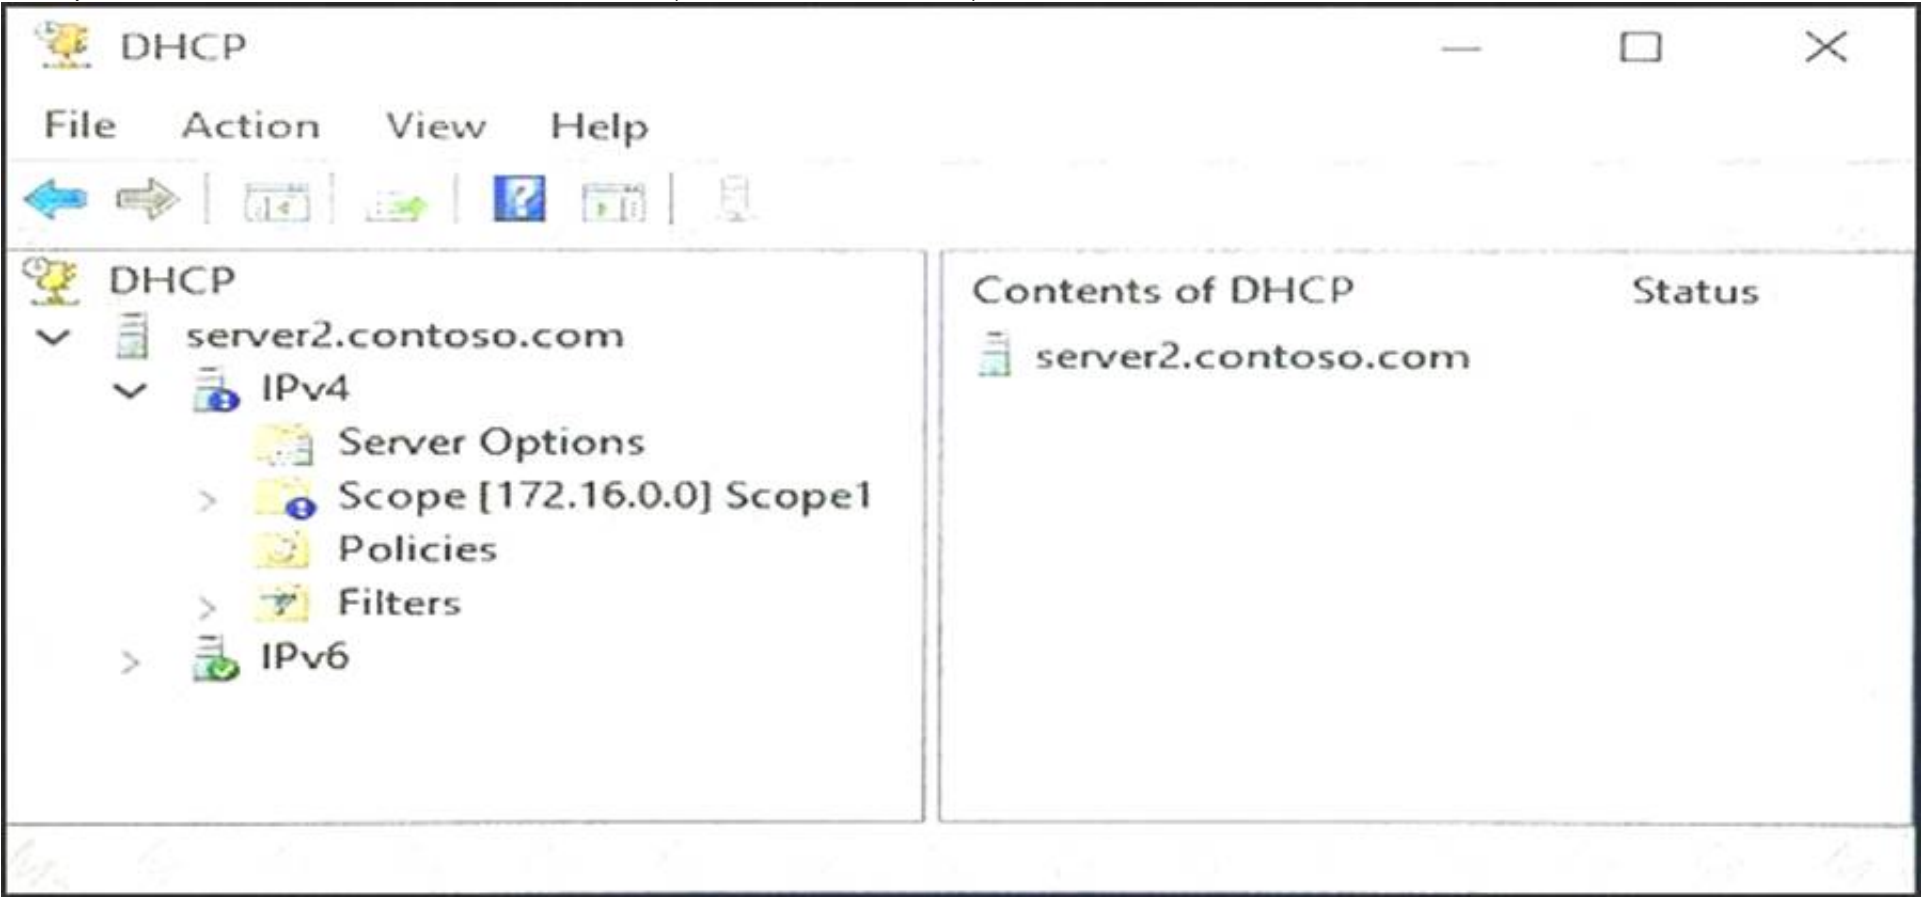 DHCP
File Action View Help
DHCP
server2.contoso.com
IPv4
Server Options
Scope [172.16.0.0] Scope1
Policies
Filters
IPv6
Contents of DHCP Status
server2.contoso.com